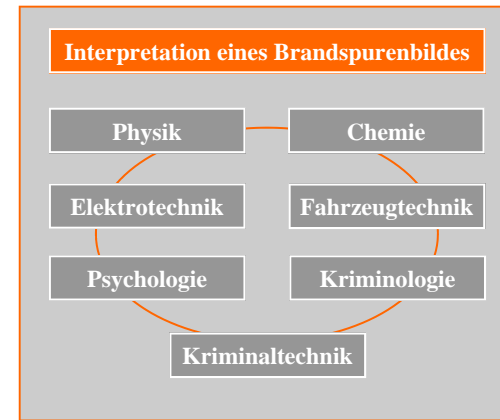 Interpretation eines Brandspurenbildes
Physik
Chemie
Elektrotechnik
Fahrzeugtechnik
Psychologie
Kriminologie
Kriminaltechnik